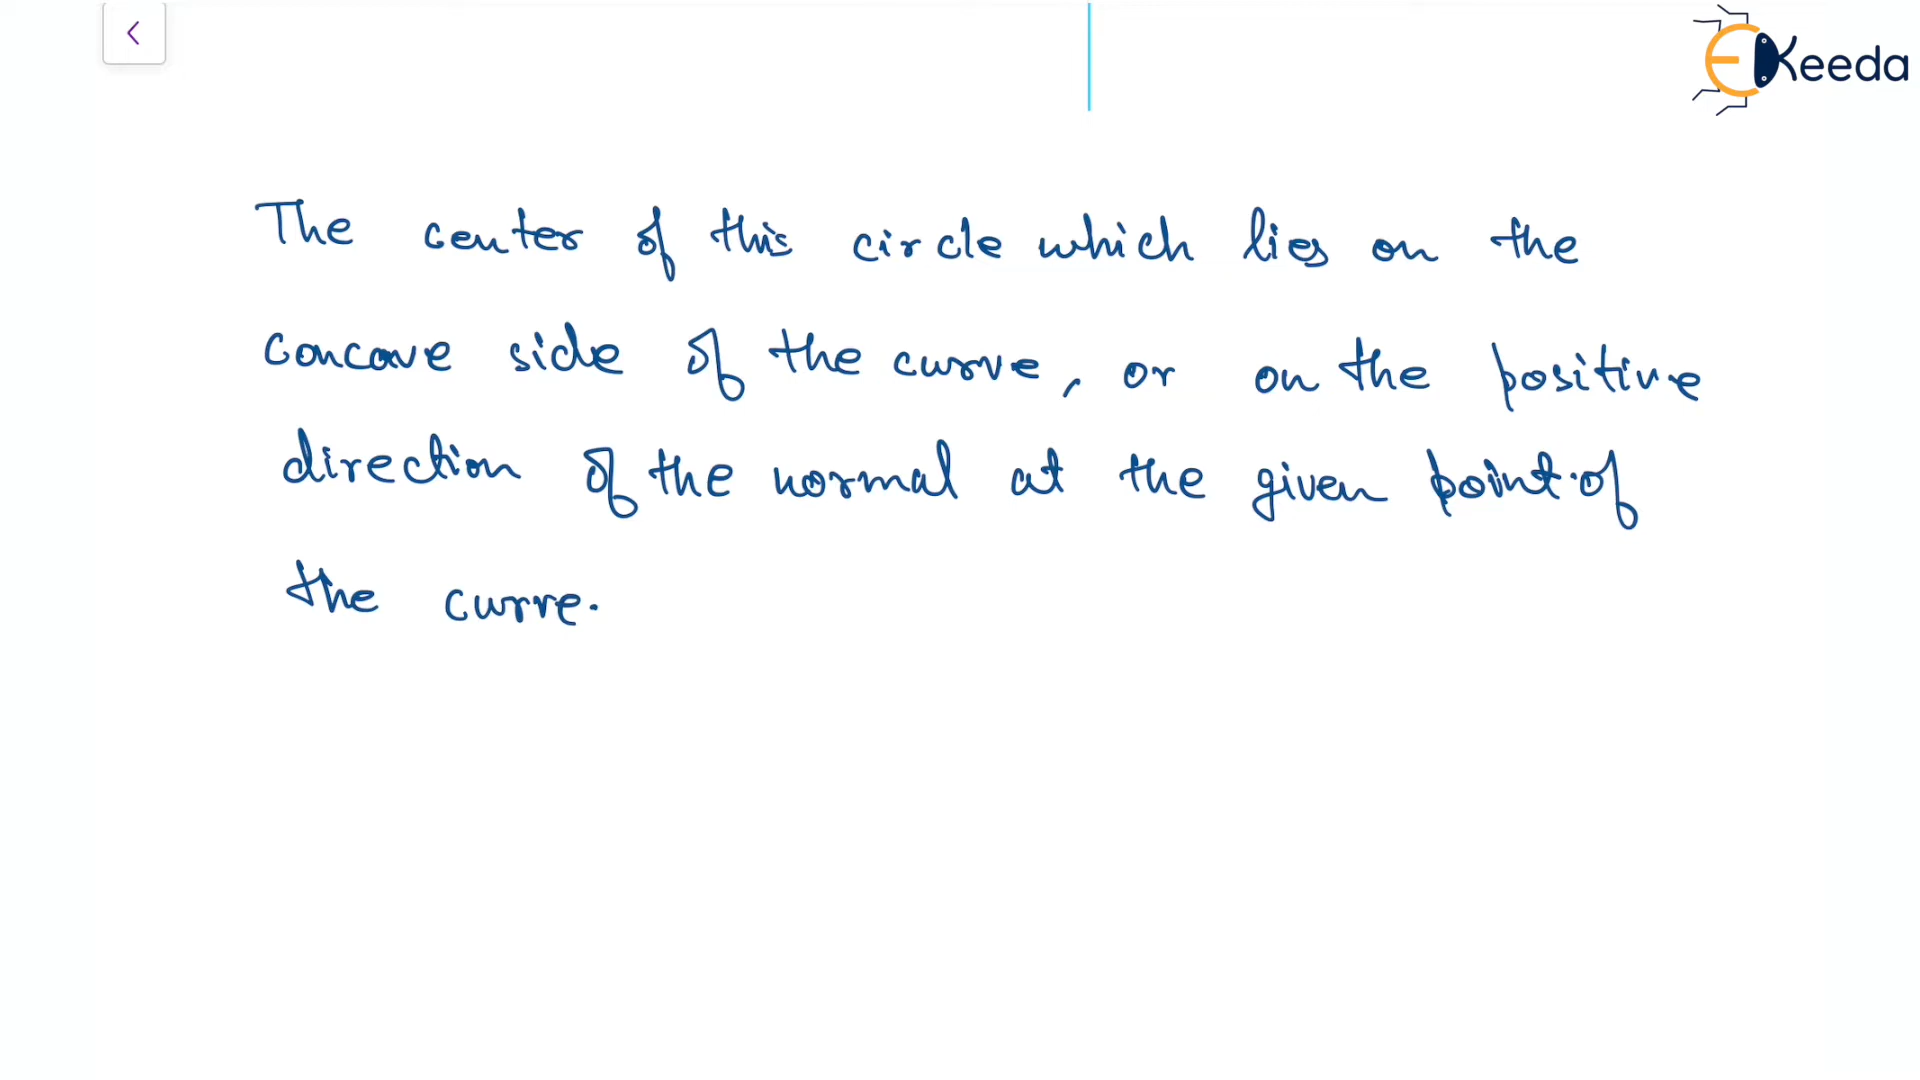 EKeeda
The center of this circle which lies on the
concave side of the curve, or on the positive
direction of the normal at the given point of
the curve.